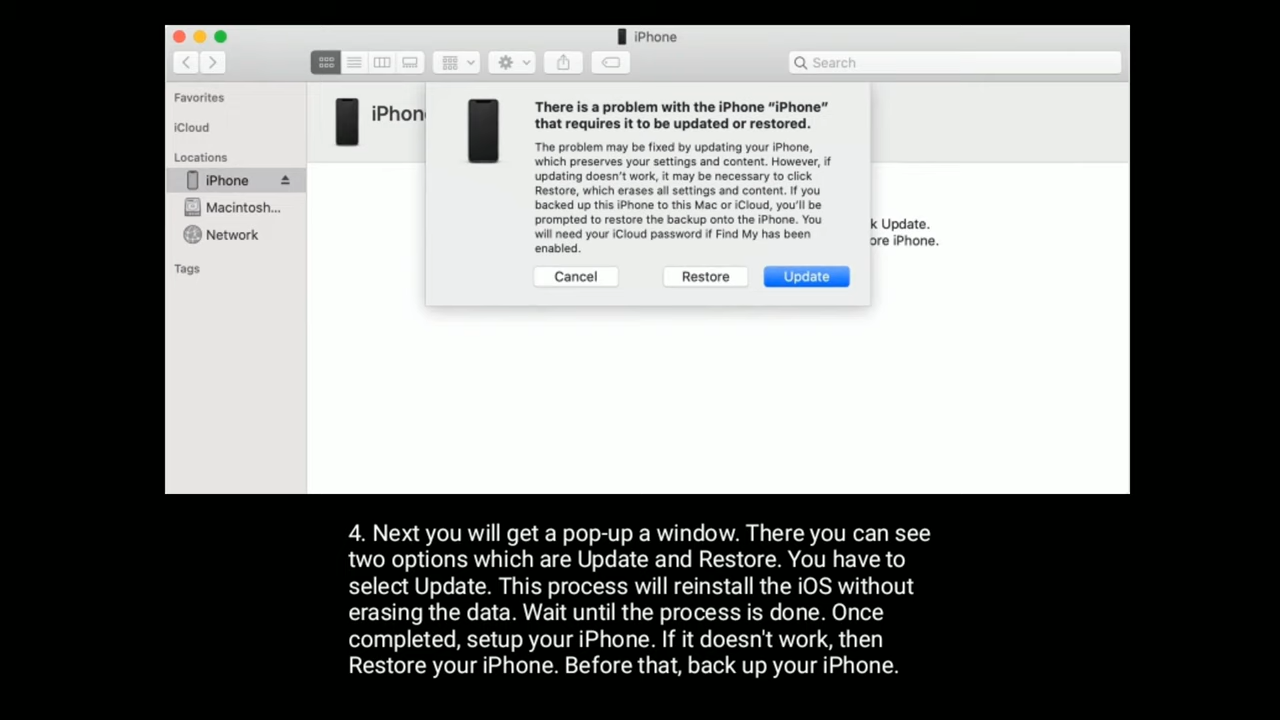 iPhone
Search
Favorites
iCloud
Locations
iPhone
Macintosh...
Network
Tags
iPhon
There is a problem with the iPhone “iPhone”
that requires it to be updated or restored.
The problem may be fixed by updating your iPhone,
which preserves your settings and content. However, if
updating doesn’t work, it may be necessary to click
Restore, which erases all settings and content. If you
backed up this iPhone to this Mac or iCloud, you’ll be
prompted to restore the backup onto the iPhone. You
will need your iCloud password if Find My has been
enabled.
Cancel Restore Update
k Update.
ore iPhone.
4. Next you will get a pop-up a window. There you can see
two options which are Update and Restore. You have to
select Update. This process will reinstall the iOS without
erasing the data. Wait until the process is done. Once
completed, setup your iPhone. If it doesn't work, then
Restore your iPhone. Before that, back up your iPhone.